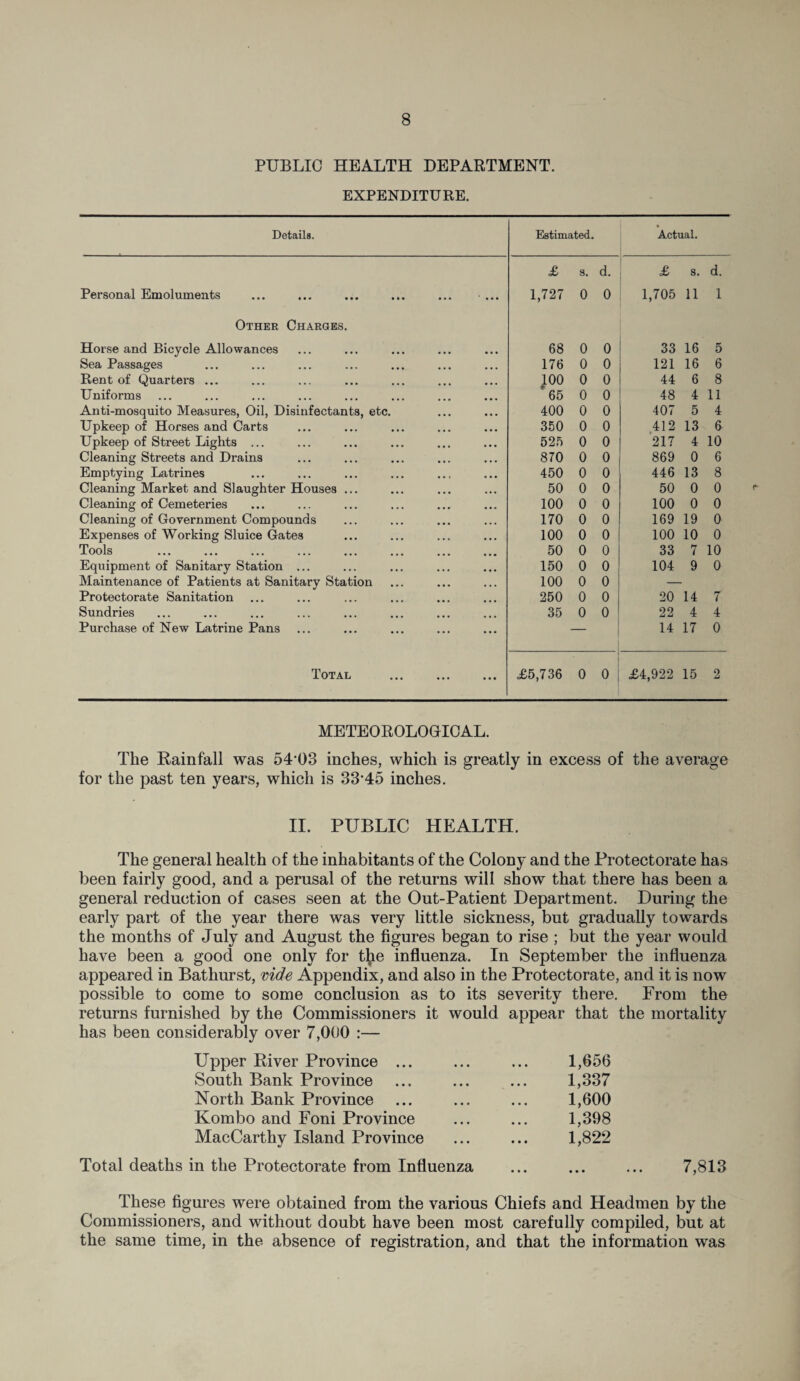 8
PUBLIC HEALTH DEPARTMENT.
EXPENDITURE.
Details. Estimated. Actual.
£ s. d. £ s. d.
Personal Emoluments ... ... ... ... ... ... 1,727 0 0 1,705 11 1
OTHER CHARGES.
Horse and Bicycle Allowances ... ... ... ... ... 68 0 0 33 16 5
Sea Passages ... ... ... ... ... ... ... 176 0 0 121 16 6
Rent of Quarters ... ... ... ... ... ... ... 100 0 0 44 6 8
Uniforms ... ... ... ... ... ... ... ... 65 0 0 48 4 11
Anti-mosquito Measures, Oil, Disinfectants, etc. ... ... 400 0 0 407 5 4
Upkeep of Horses and Carts ... ... ... ... ... 350 0 0 412 13 6
Upkeep of Street Lights ... ... ... ... ... ... 525 0 0 217 4 10
Cleaning Streets and Drains ... ... ... ... ... 870 0 0 869 0 6
Emptying Latrines ... ... ... ... ... ... 450 0 0 446 13 8
Cleaning Market and Slaughter Houses ... ... ... ... 50 0 0 50 0 0
Cleaning of Cemeteries ... ... ... ... ... ... 100 0 0 100 0 0
Cleaning of Government Compounds ... ... ... ... 170 0 0 169 19 0
Expenses of Working Sluice Gates ... ... ... ... 100 0 0 100 10 0
Tools ... ... ... ... ... ... ... ... 50 0 0 33 7 10
Equipment of Sanitary Station ... ... ... ... ... 150 0 0 104 9 0
Maintenance of Patients at Sanitary Station ... ... ... 100 0 0 —
Protectorate Sanitation ... ... ... ... ... ... 250 0 0 20 14 7
Sundries ... ... ... ... ... ... ... ... 35 0 0 22 4 4
Purchase of New Latrine Pans ... ... ... ... ... — 14 17 0
TOTAL ... ... ... £5,736 0 0 £4,922 15 2
METEOROLOGICAL.
The Rainfall was 54·03 inches, which is greatly in excess of the average
for the past ten years, which is 33·45 inches.
II. PUBLIC HEALTH.
The general health of the inhabitants of the Colony and the Protectorate has
been fairly good, and a perusal of the returns will show that there has been a
general reduction of cases seen at the Out-Patient Department. During the
early part of the year there was very little sickness, but gradually towards
the months of July and August the figures began to rise ; but the year would
have been a good one only for the influenza. In September the influenza
appeared in Bathurst, vide Appendix, and also in the Protectorate, and it is now
possible to come to some conclusion as to its severity there. From the
returns furnished by the Commissioners it would appear that the mortality
has been considerably over 7,000 :—
Upper River Province ... ... ... 1,656
South Bank Province ... ... ... 1,337
North Bank Province ... ... ... 1,600
Kombo and Foni Province ... ... 1,398
MacCarthy Island Province ... ... 1,822
Total deaths in the Protectorate from Influenza ... ... ... 7,813
These figures were obtained from the various Chiefs and Headmen by the
Commissioners, and without doubt have been most carefully compiled, but at
the same time, in the absence of registration, and that the information was